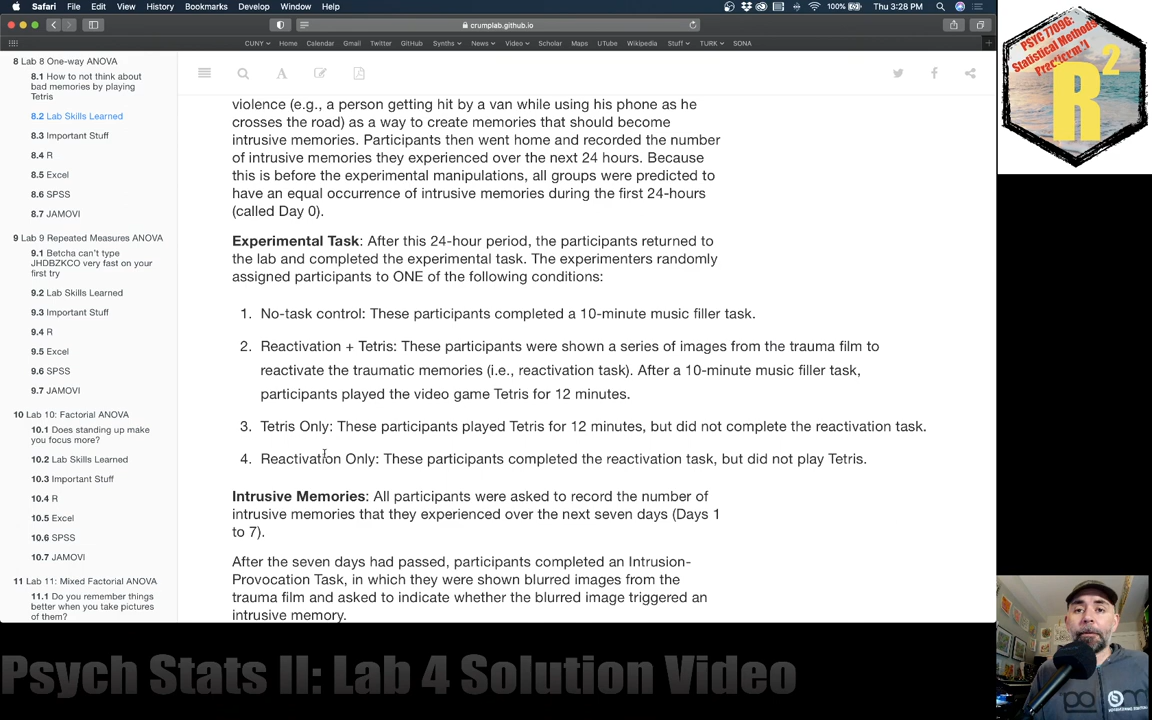 Safari File Edit View History Bookmarks Develop Window Help
100% Thu 3:28 PM
crumplab.github.io
CUNY Home Calendar Gmail Twitter GitHub Synths News Video Scholar Maps UTube Wikipedia Stuff TURK SONA
8 Lab 8 One-way ANOVA
8.1 How to not think about
bad memories by playing
Tetris
8.2 Lab Skills Learned
8.3 Important Stuff
8.4 R
8.5 Excel
8.6 SPSS
8.7 JAMOVI
9 Lab 9 Repeated Measures ANOVA
9.1 Betcha can't type
JHDBZKCO very fast on your
first try
9.2 Lab Skills Learned
9.3 Important Stuff
9.4 R
9.5 Excel
9.6 SPSS
9.7 JAMOVI
10 Lab 10: Factorial ANOVA
10.1 Does standing up make
you focus more?
10.2 Lab Skills Learned
10.3 Important Stuff
10.4 R
10.5 Excel
10.6 SPSS
10.7 JAMOVI
11 Lab 11: Mixed Factorial ANOVA
11.1 Do you remember things
better when you take pictures
of them?
violence (e.g., a person getting hit by a van while using his phone as he
crosses the road) as a way to create memories that should become
intrusive memories. Participants then went home and recorded the number
of intrusive memories they experienced over the next 24 hours. Because
this is before the experimental manipulations, all groups were predicted to
have an equal occurrence of intrusive memories during the first 24-hours
(called Day 0).
Experimental Task: After this 24-hour period, the participants returned to
the lab and completed the experimental task. The experimenters randomly
assigned participants to ONE of the following conditions:
1. No-task control: These participants completed a 10-minute music filler task.
2. Reactivation + Tetris: These participants were shown a series of images from the trauma film to
reactivate the traumatic memories (i.e., reactivation task). After a 10-minute music filler task,
participants played the video game Tetris for 12 minutes.
3. Tetris Only: These participants played Tetris for 12 minutes, but did not complete the reactivation task.
4. Reactivation Only: These participants completed the reactivation task, but did not play Tetris.
Intrusive Memories: All participants were asked to record the number of
intrusive memories that they experienced over the next seven days (Days 1
to 7).
After the seven days had passed, participants completed an Intrusion-
Provocation Task, in which they were shown blurred images from the
trauma film and asked to indicate whether the blurred image triggered an
intrusive memory.
PSYC 7709G:
Statistical Methods
Practicum I
R2
Psych Stats II: Lab 4 Solution Video